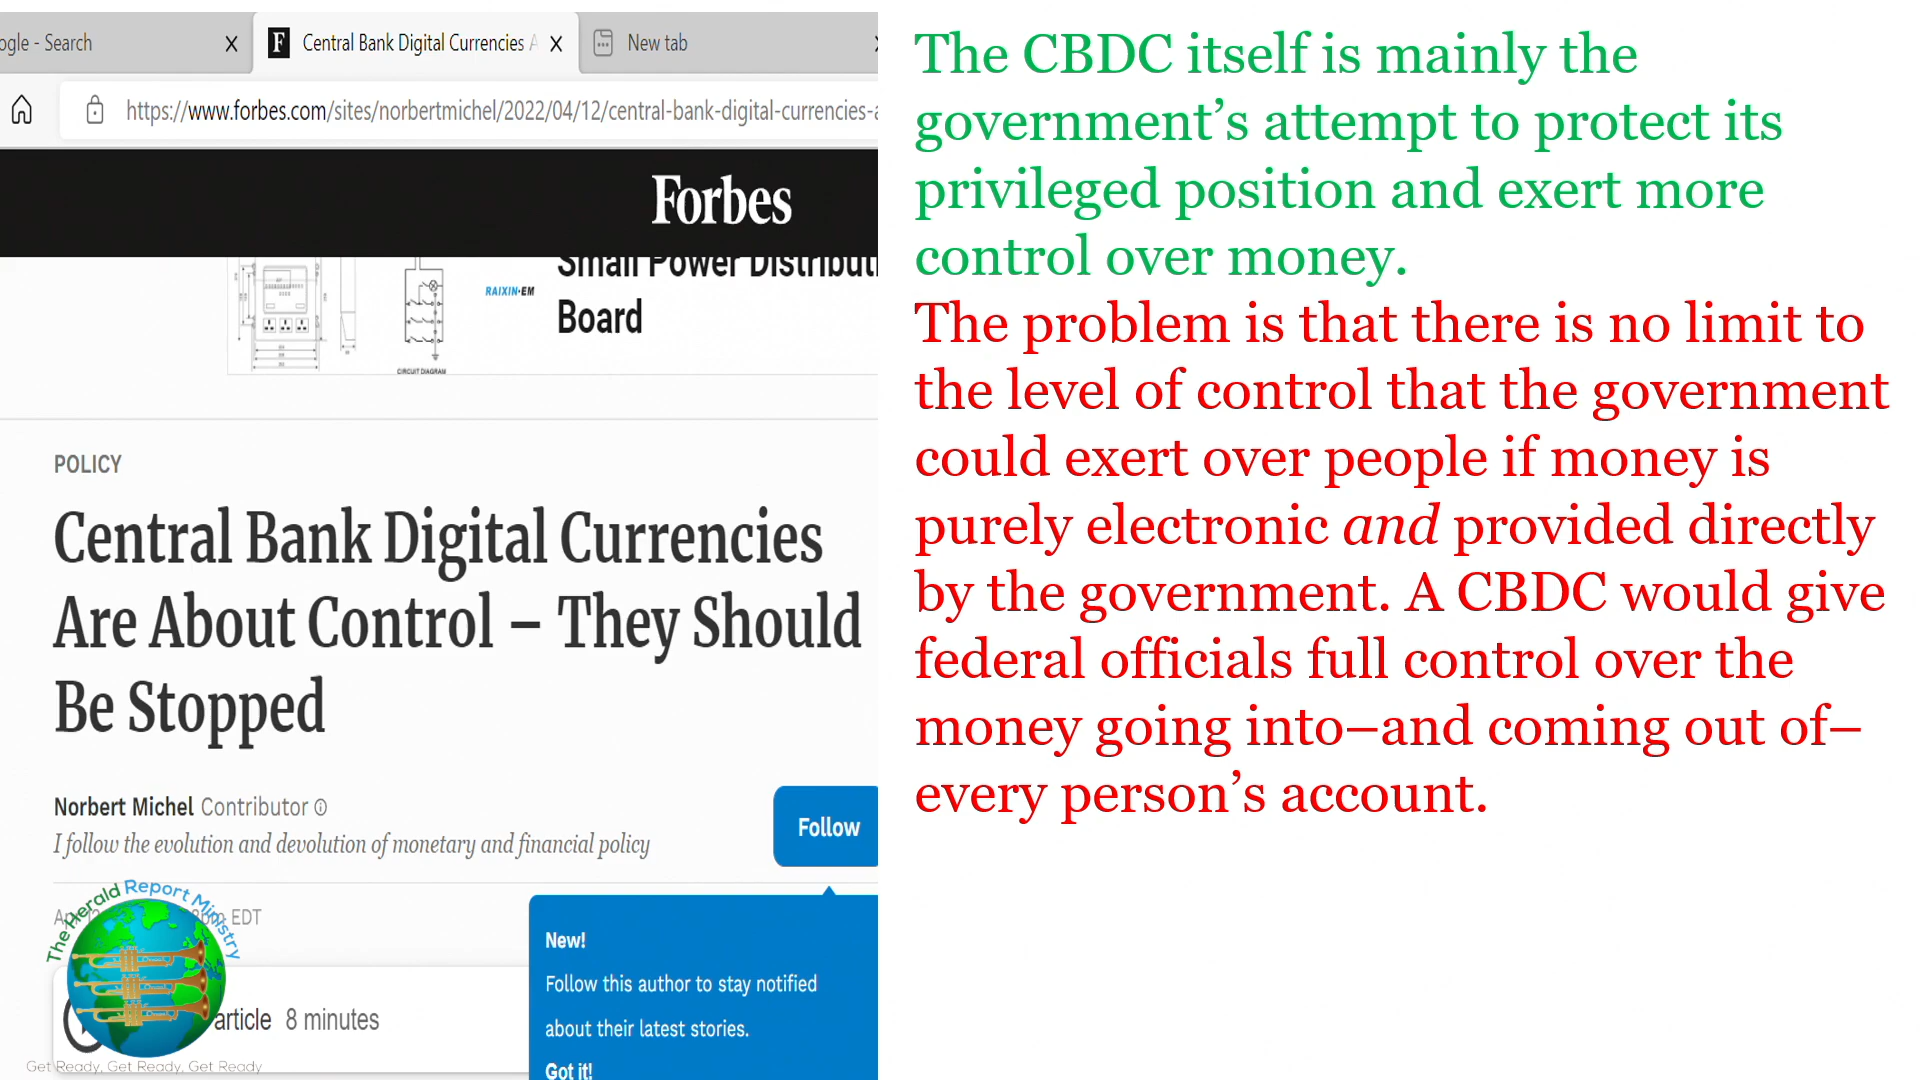 ogle - Search
Central Bank Digital Currencies
New tab
https://www.forbes.com/sites/norbertmichel/2022/04/12/central-bank-digital-currencies-a
Forbes
Small Power Distributi
Board
RAIXIN-EM
CIRCUIT DIAGRAM
POLICY
Central Bank Digital Currencies
Are About Control – They Should
Be Stopped
Norbert Michel Contributor
I follow the evolution and devolution of monetary and financial policy
Follow
EDT
The Herald Report Ministry
article 8 minutes
Get Ready, Get Ready, Get Ready
New!
Follow this author to stay notified
about their latest stories.
Got it!
The CBDC itself is mainly the
government’s attempt to protect its
privileged position and exert more
control over money.
The problem is that there is no limit to
the level of control that the government
could exert over people if money is
purely electronic and provided directly
by the government. A CBDC would give
federal officials full control over the
money going into–and coming out of–
every person’s account.